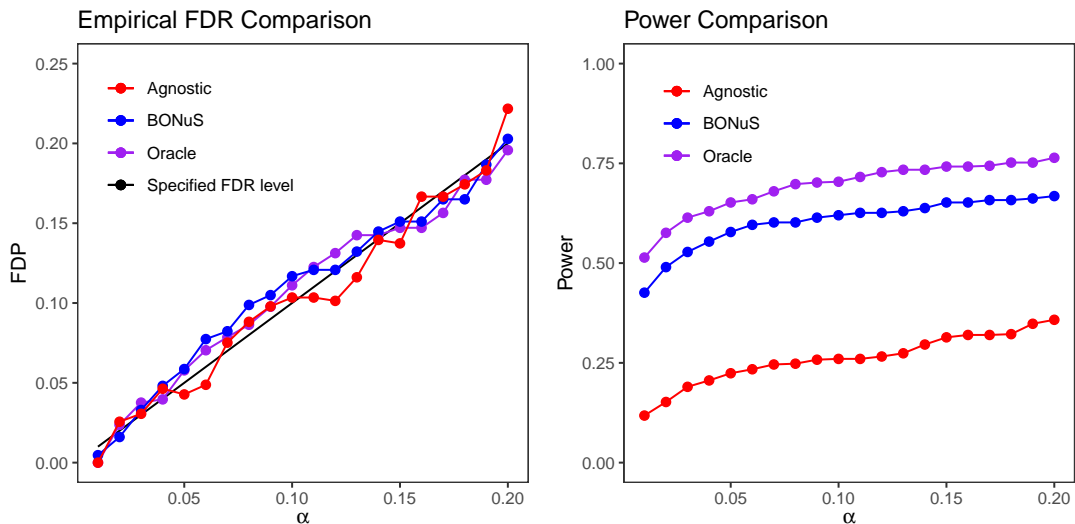 Empirical FDR Comparison
0.25
0.20
0.15
0.10
0.05
0.00
FDP
Agnostic
BONuS
Oracle
Specified FDR level
0.05
0.10
0.15
0.20
α
Power Comparison
1.00
0.75
0.50
0.25
0.00
Power
Agnostic
BONuS
Oracle
0.05
0.10
0.15
0.20
α